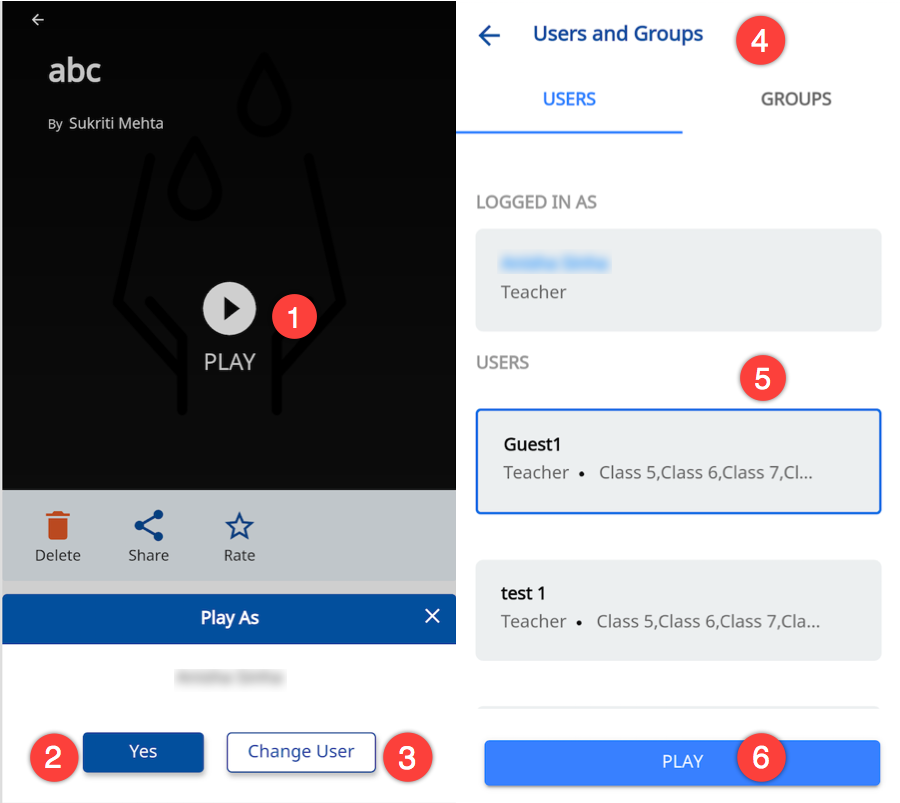 abc
By Sukriti Mehta
1
PLAY
Delete Share Rate
Play As
2 Yes Change User 3
Users and Groups 4
USERS GROUPS
LOGGED IN AS
Teacher
USERS
5
Guest1
Teacher • Class 5,Class 6,Class 7,Cl...
test 1
Teacher • Class 5,Class 6,Class 7,Cla...
PLAY 6